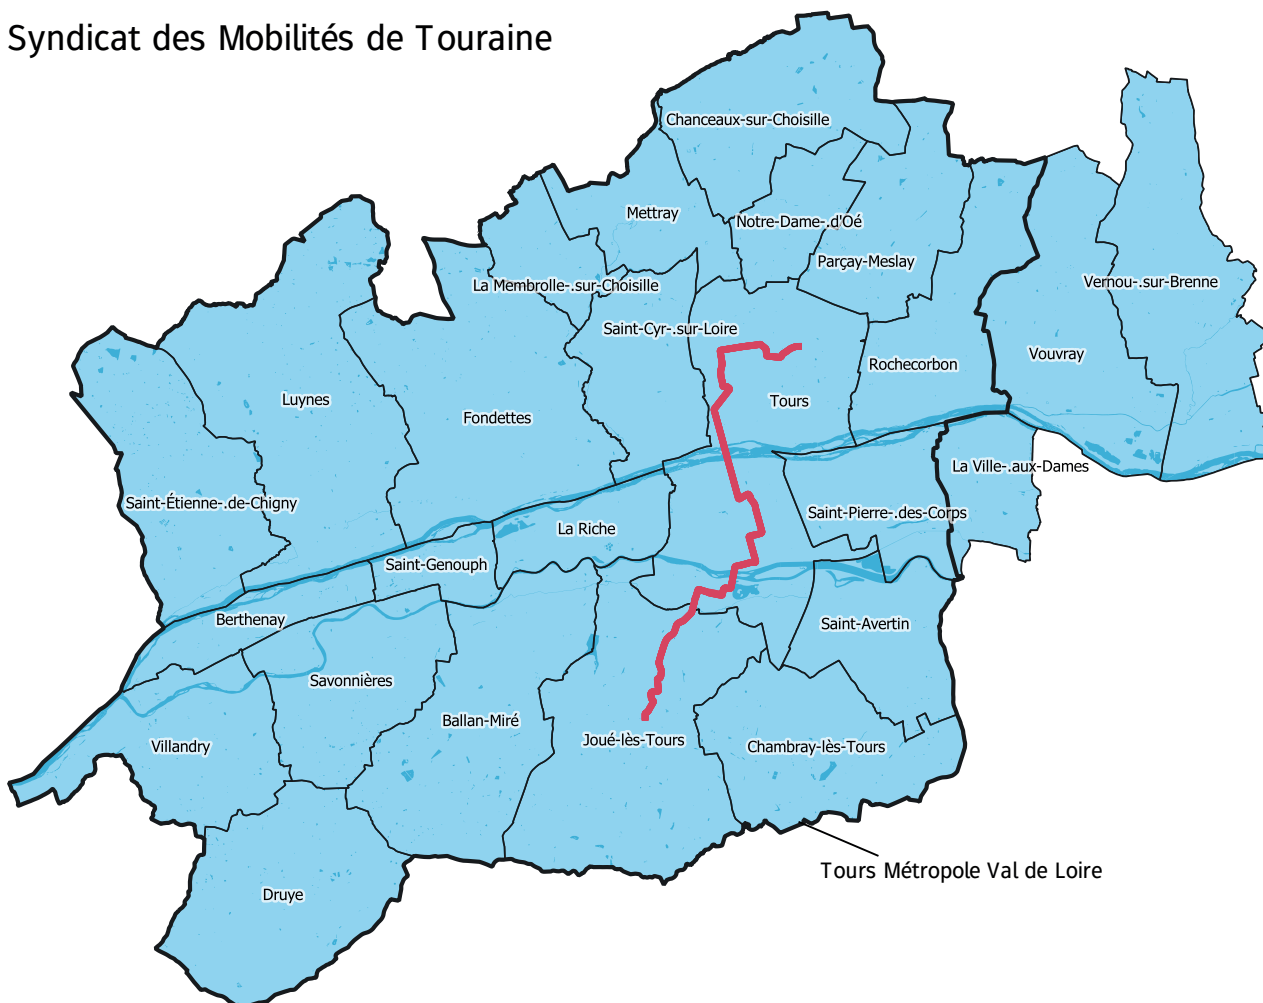 Syndicat des Mobilités de Touraine
Chanceaux-sur-Choisille
Mettray
Notre-Dame-.d'Oé
Parçay-Meslay
La Membrolle-.sur-Choisille
Vernou-.sur-Brenne
Saint-Cyr-.sur-Loire
Vouvray
Rochecorbon
Luynes
Tours
Fondettes
La Ville-.aux-Dames
Saint-Étienne-.de-Chigny
Saint-Pierre-.des-Corps
La Riche
Saint-Genouph
Berthenay
Saint-Avertin
Savonnières
Ballan-Miré
Joué-lès-Tours
Villandry
Chambray-lès-Tours
Tours Métropole Val de Loire
Druye